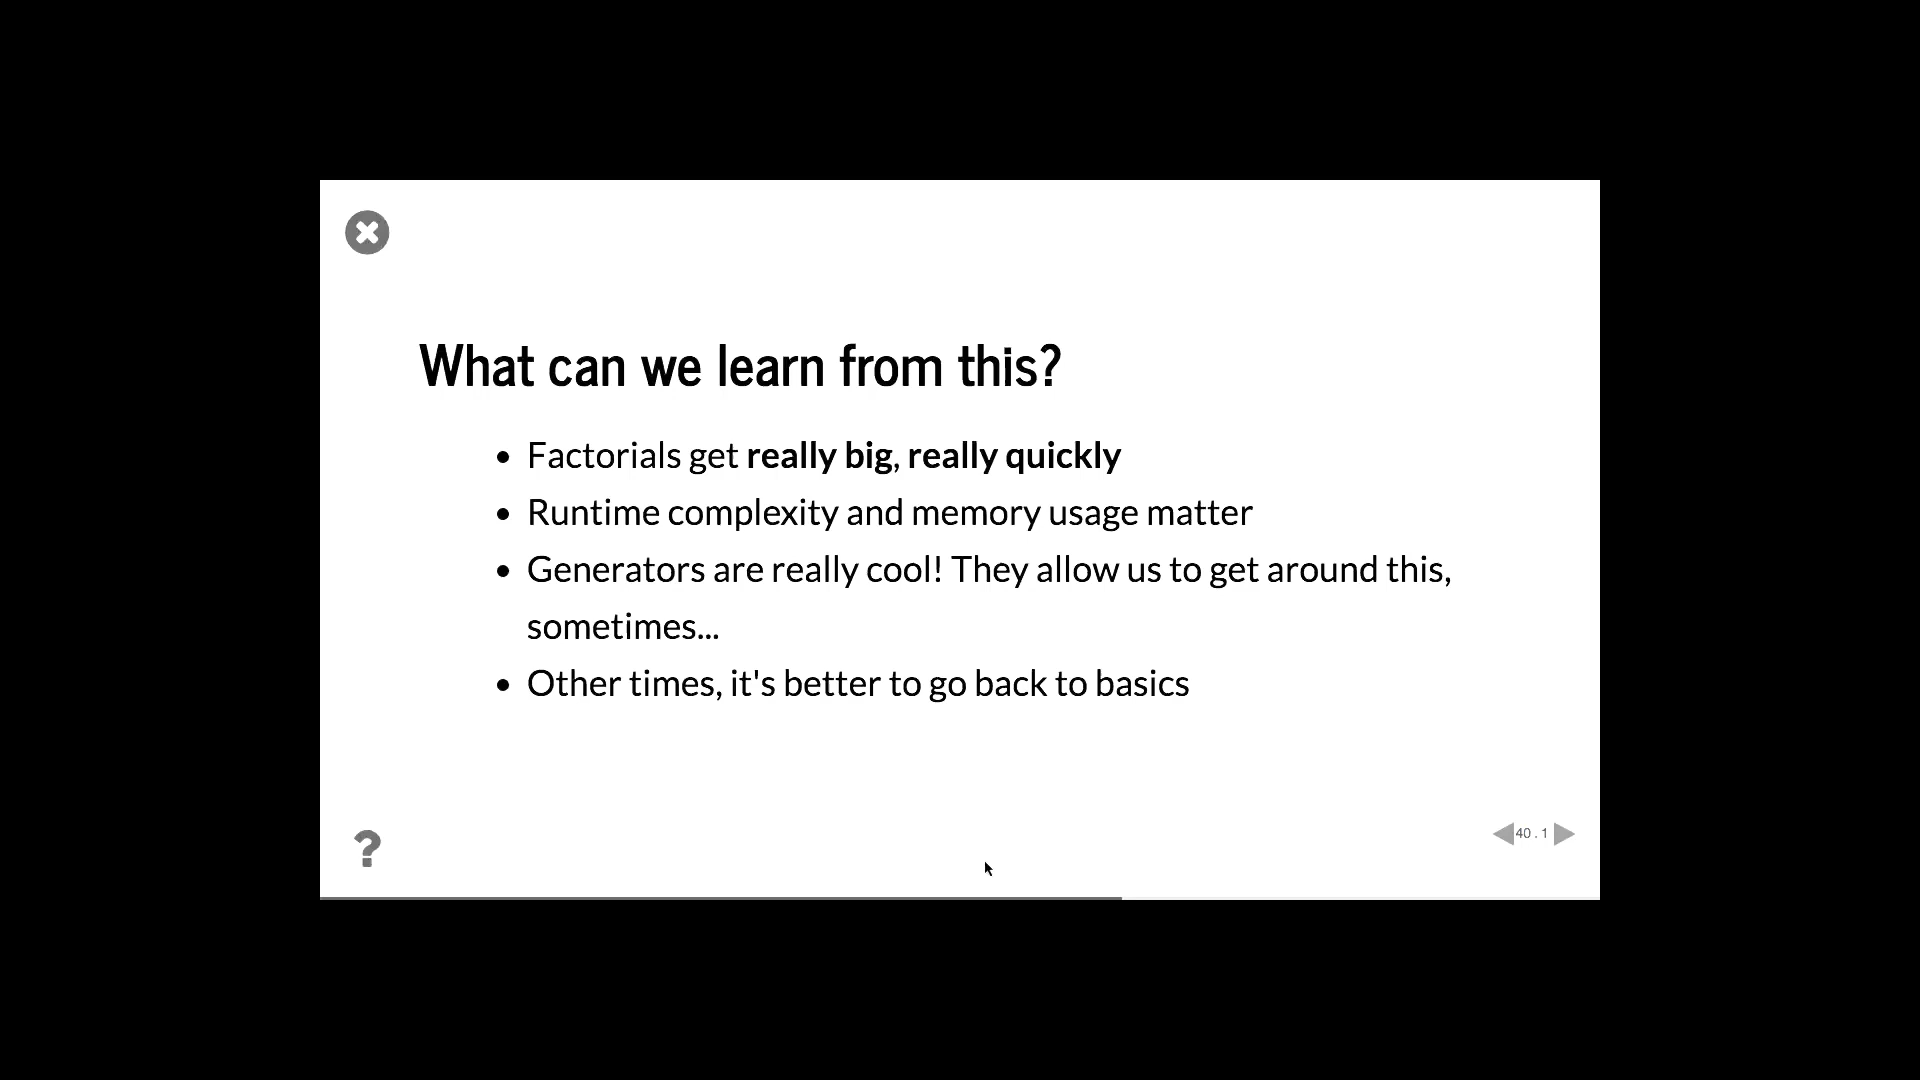 What can we learn from this?
• Factorials get really big, really quickly
• Runtime complexity and memory usage matter
• Generators are really cool! They allow us to get around this,
sometimes...
• Other times, it's better to go back to basics
?
40 . 1